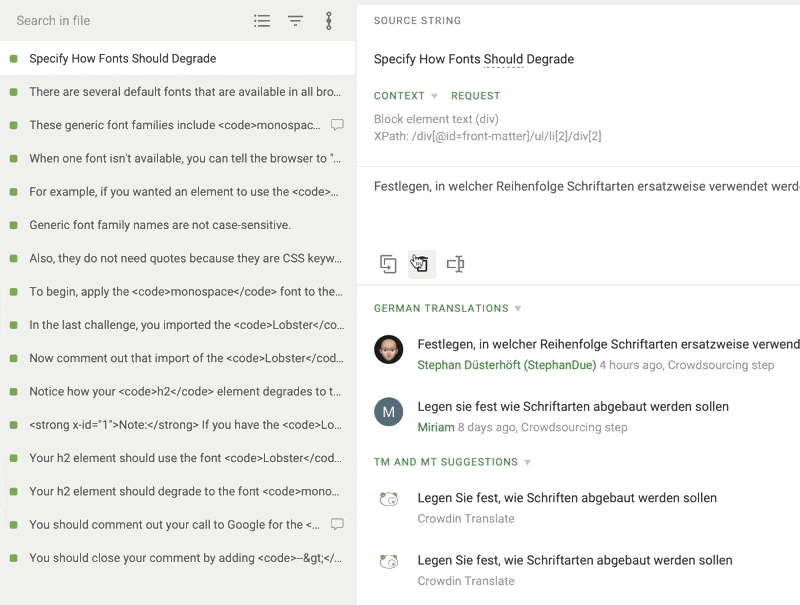 Search in file
Specify How Fonts Should Degrade
There are several default fonts that are available in all bro...
These generic font families include <code>monospac...
When one font isn't available, you can tell the browser to "...
For example, if you wanted an element to use the <code>...
Generic font family names are not case-sensitive.
Also, they do not need quotes because they are CSS keyw...
To begin, apply the <code>monospace</code> font to the...
In the last challenge, you imported the <code>Lobster</co...
Now comment out that import of the <code>Lobster</cod...
Notice how your <code>h2</code> element degrades to t...
<strong x-id="1">Note:</strong> If you have the <code>Lo...
Your h2 element should use the font <code>Lobster</cod...
Your h2 element should degrade to the font <code>mono...
You should comment out your call to Google for the <...
You should close your comment by adding <code>--&gt;</...
SOURCE STRING
Specify How Fonts Should Degrade
CONTEXT REQUEST
Block element text (div)
XPath: /div[@id=front-matter]/ul/li[2]/div[2]
Festlegen, in welcher Reihenfolge Schriftarten ersatzweise verwendet werd
GERMAN TRANSLATIONS
Festlegen, in welcher Reihenfolge Schriftarten ersatzweise verwend
Stephan Düsterhöft (StephanDue) 4 hours ago, Crowdsourcing step
M
Legen sie fest wie Schriftarten abgebaut werden sollen
Miriam 8 days ago, Crowdsourcing step
TM AND MT SUGGESTIONS
Legen Sie fest, wie Schriften abgebaut werden sollen
Crowdin Translate
Legen Sie fest, wie Schriftarten abgebaut werden sollen
Crowdin Translate